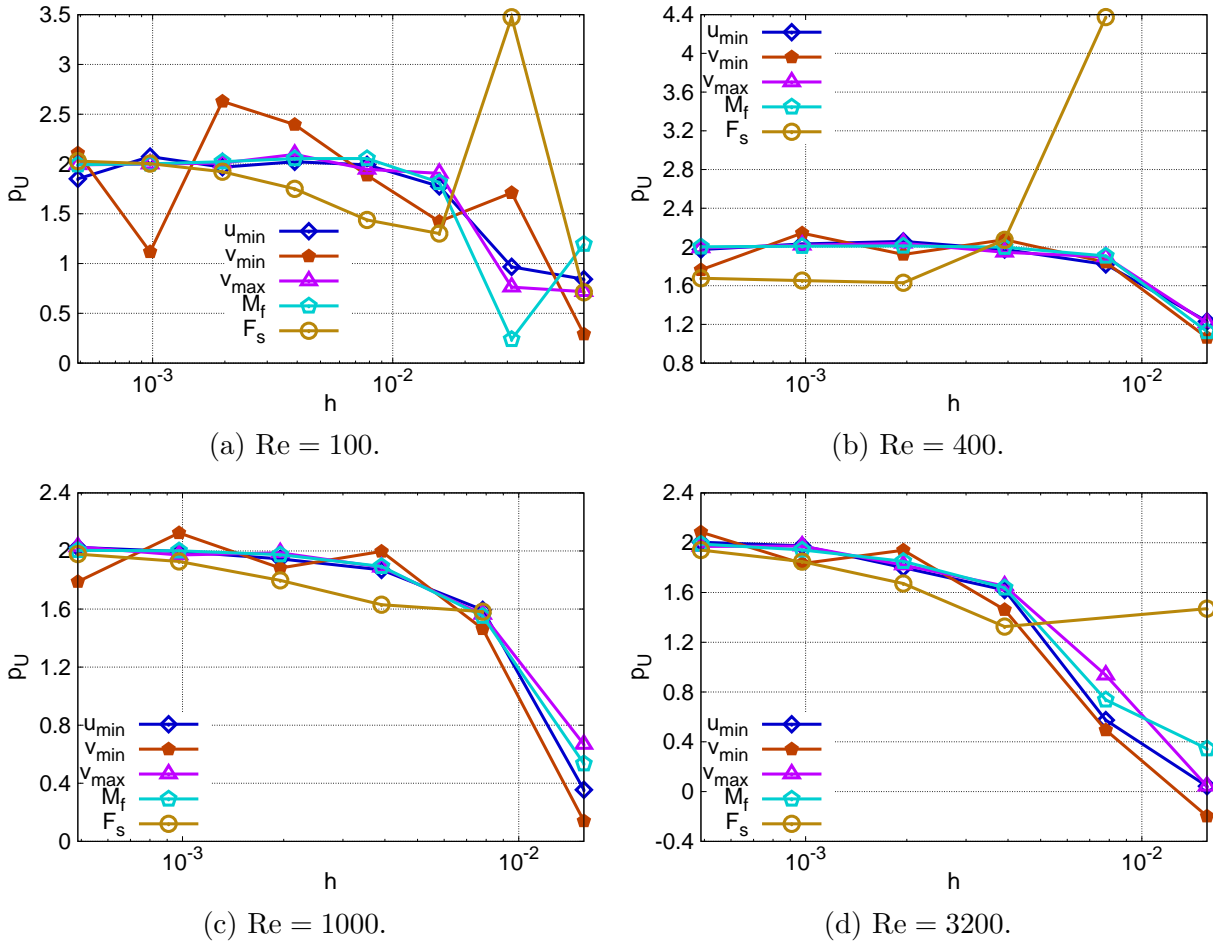 3.5
3
2.5
2
1.5
1
0.5
0
p_U
u_min
v_min
v_max
M_f
F_s
10^-3
10^-2
h
(a) Re = 100.
4.4
4
3.6
3.2
2.8
2.4
2
1.6
1.2
0.8
p_U
u_min
v_min
v_max
M_f
F_s
10^-3
10^-2
h
(b) Re = 400.
2.4
2
1.6
1.2
0.8
0.4
0
p_U
u_min
v_min
v_max
M_f
F_s
10^-3
10^-2
h
(c) Re = 1000.
2.4
2
1.6
1.2
0.8
0.4
0
-0.4
p_U
u_min
v_min
v_max
M_f
F_s
10^-3
10^-2
h
(d) Re = 3200.